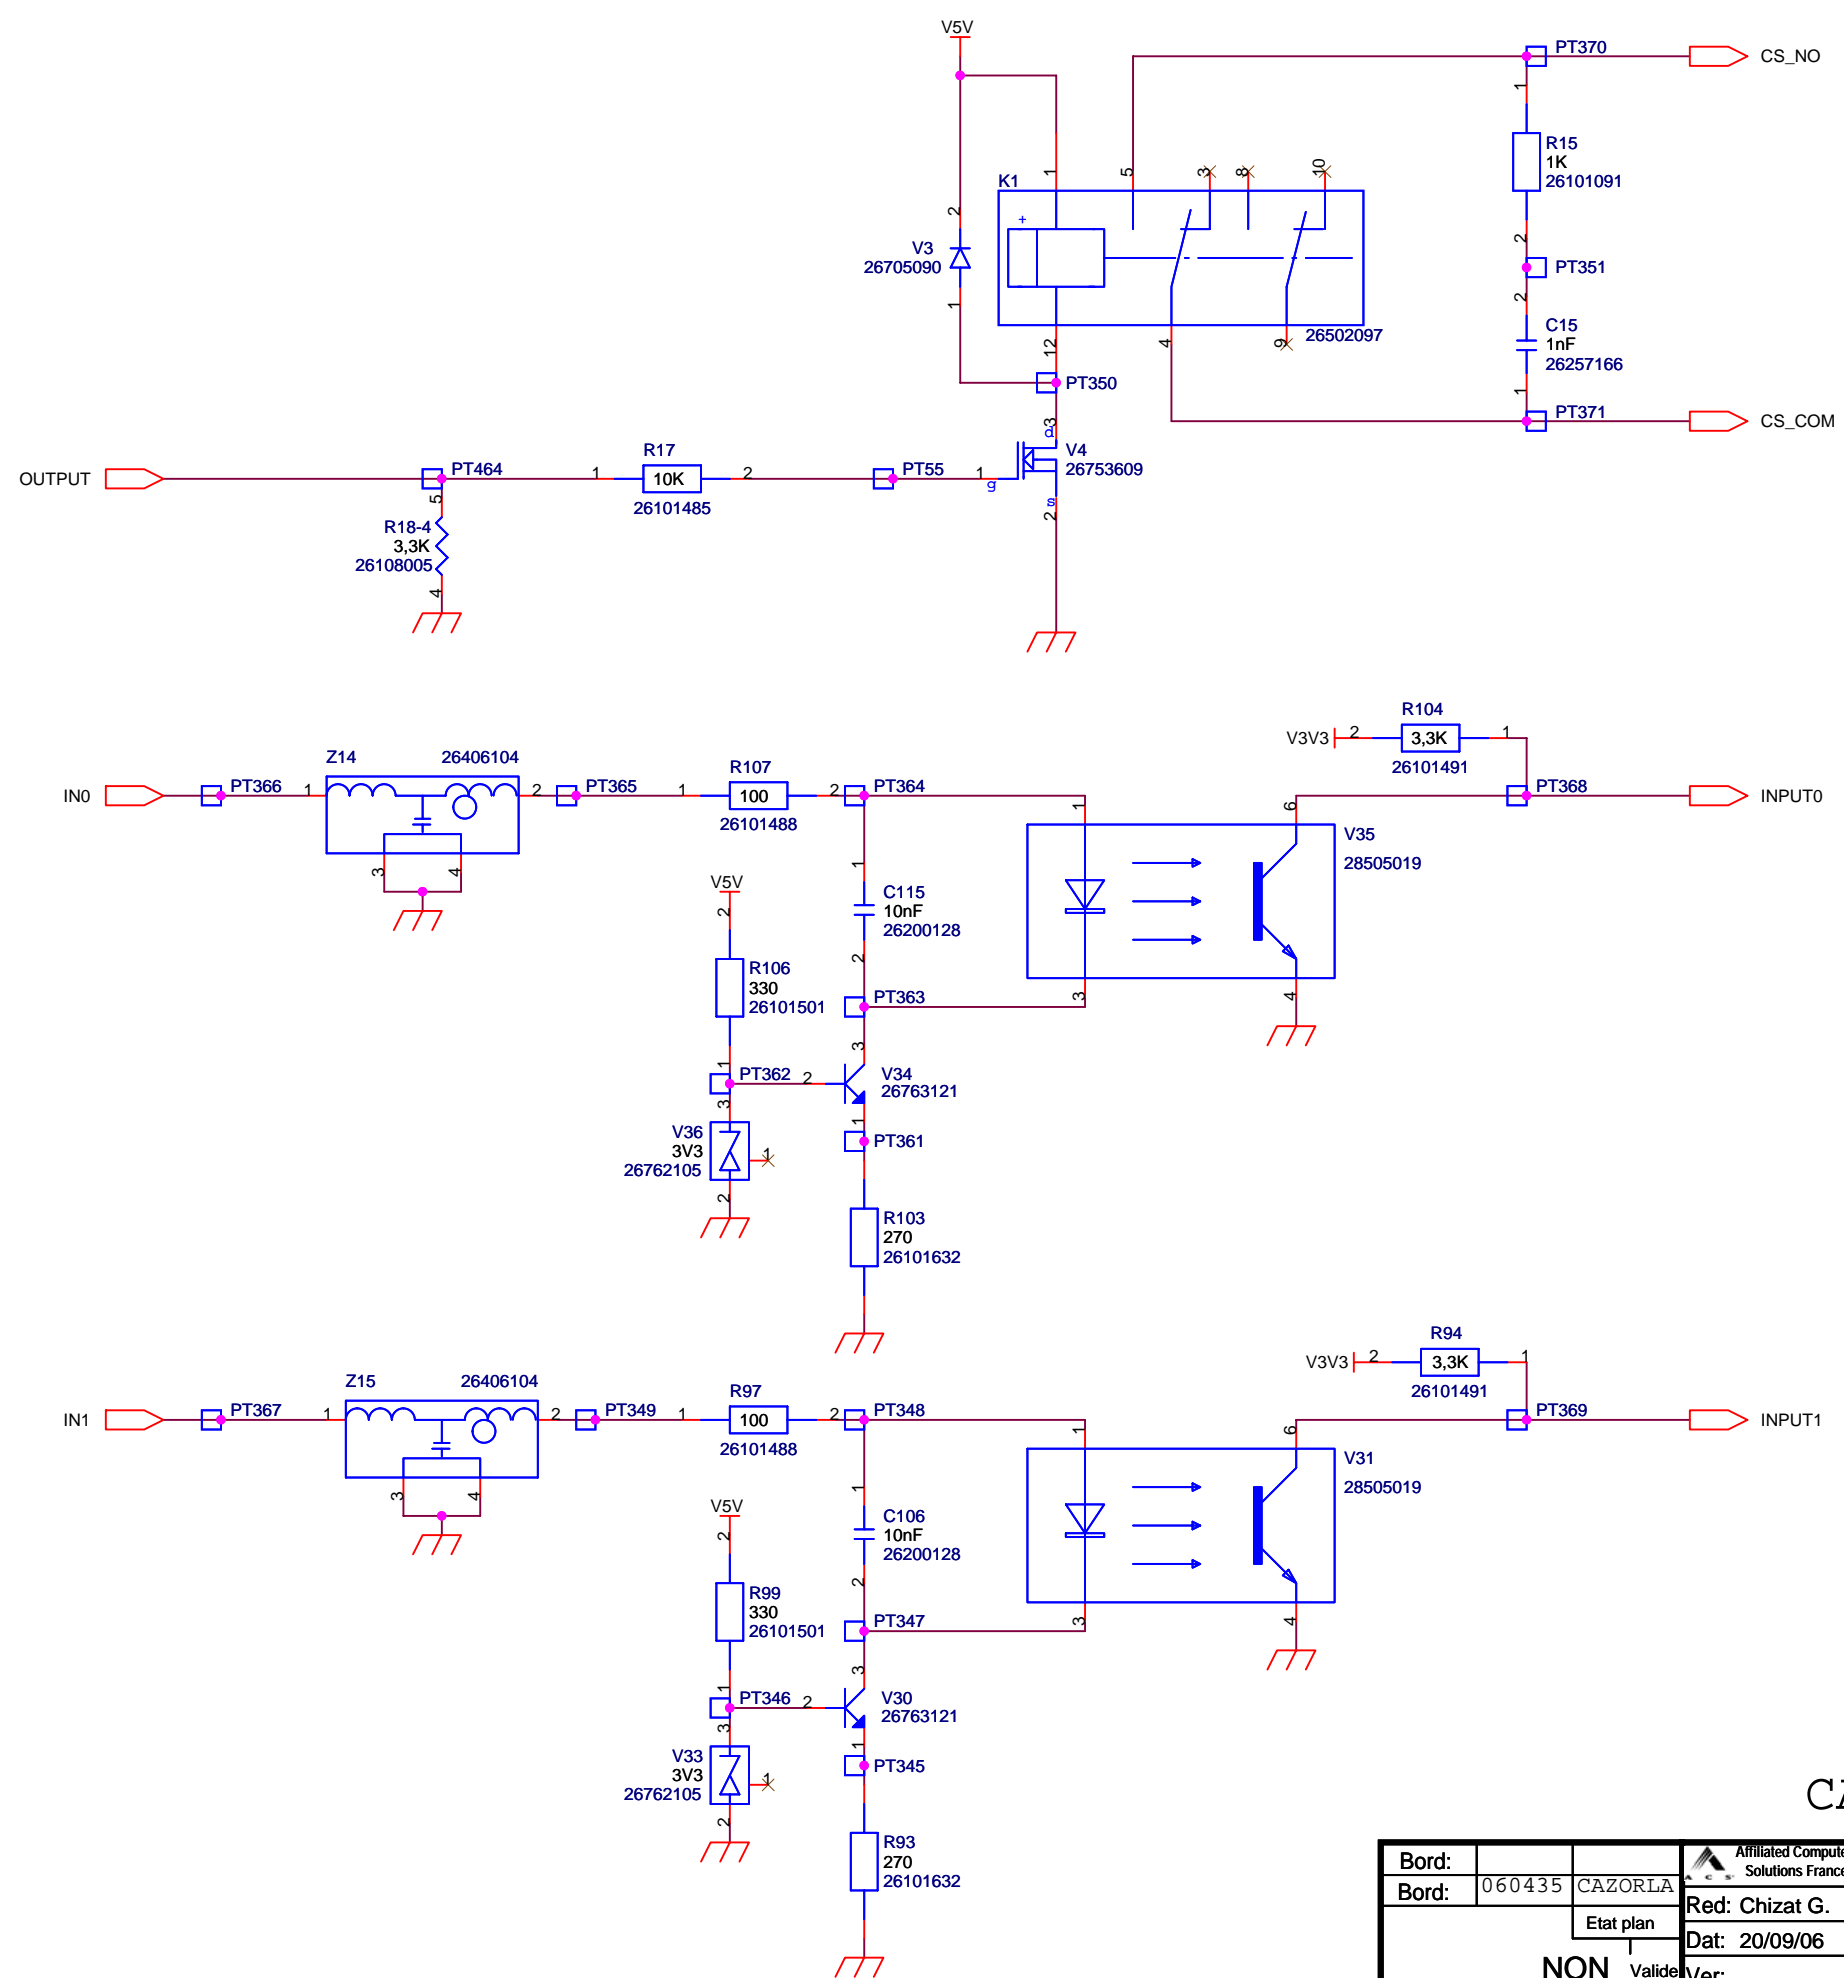 V5V
PT370
CS_NO
1
R15
1K
26101091
2
PT351
2
C15
1nF
26257166
1
PT371
CS_COM
K1
1
5
3
8
10
+
-
-
26502097
12
4
9
2
V3
26705090
1
PT350
3
d
V4
26753609
g
s
2
OUTPUT
PT464
5
R18-4
3,3K
26108005
4
1
R17
10K
26101485
2
PT55
1
R104
V3V3
2
3,3K
1
26101491
IN0
PT366
1
Z14
26406104
2
3
4
PT365
1
R107
100
26101488
2
PT364
1
6
PT368
INPUT0
V35
28505019
3
4
1
C115
10nF
26200128
2
PT363
V5V
2
R106
330
26101501
1
PT362
2
3
V34
26763121
3
V36
3V3
26762105
1
2
1
PT361
R103
270
26101632
R94
V3V3
2
3,3K
1
26101491
IN1
PT367
1
Z15
26406104
2
3
4
PT349
1
R97
100
26101488
2
PT348
1
6
PT369
INPUT1
V31
28505019
3
4
1
C106
10nF
26200128
2
PT347
V5V
2
R99
330
26101501
1
PT346
2
3
V30
26763121
3
V33
3V3
26762105
1
2
1
PT345
R93
270
26101632
Bord:
Bord:
060435
CAZORLA
Etat plan
NON
Valide
A C S
Solutions France
Red: Chizat G.
Dat: 20/09/06
Ver: